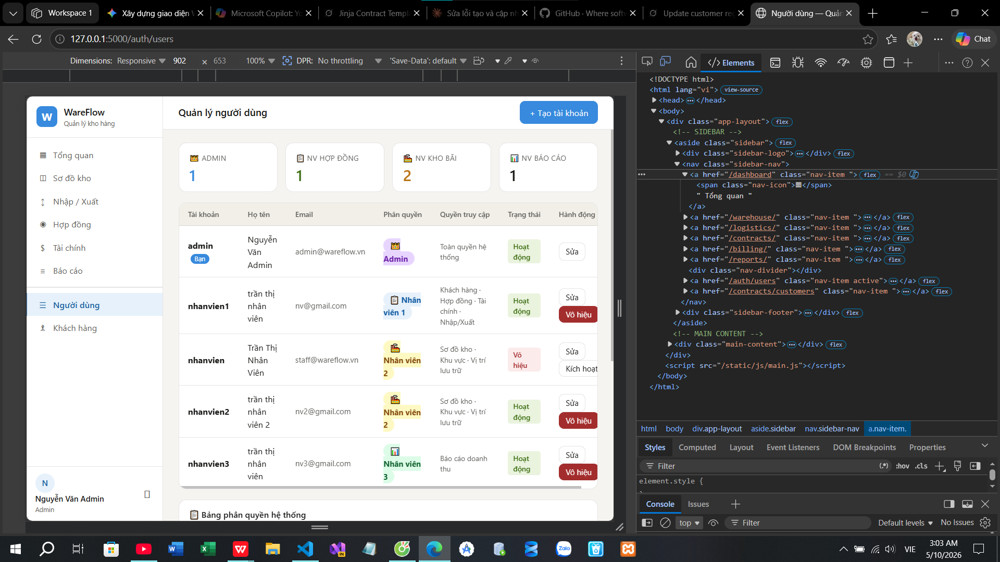 Workspace 1
Xây dựng giao diện W
Microsoft Copilot: Yo
Jinja Contract Templ
Sửa lỗi tạo và cập nh
GitHub · Where softw
Update customer reg
Người dùng — Quản
127.0.0.1:5000/auth/users
Chat
Dimensions: Responsive 902 × 653 100% DPR: No throttling 'Save-Data': default
Elements
W
WareFlow
Quản lý kho hàng
Tổng quan
Sơ đồ kho
Nhập / Xuất
Hợp đồng
$ Tài chính
Báo cáo
Người dùng
Khách hàng
N
Nguyễn Văn Admin
Admin
Quản lý người dùng
+ Tạo tài khoản
ADMIN
1
NV HỢP ĐỒNG
1
NV KHO BÃI
2
NV BÁO CÁO
1
Tài khoản Họ tên Email Phân quyền Quyền truy cập Trạng thái Hành động
admin
Bạn
Nguyễn
Văn
Admin
admin@wareflow.vn
Admin
Toàn quyền hệ
thống
Hoạt
động
Sửa
nhanvien1
trần thị
nhân
viên
nv@gmail.com
Nhân
viên 1
Khách hàng ·
Hợp đồng · Tài
chính ·
Nhập/Xuất
Hoạt
động
Sửa
Vô hiệu
nhanvien
Trần Thị
Nhân
Viên
staff@wareflow.vn
Nhân viên
2
Sơ đồ kho ·
Khu vực · Vị trí
lưu trữ
Vô
hiệu
Sửa
Kích hoạt
nhanvien2
trần thị
nhân
viên 2
nv2@gmail.com
Nhân viên
2
Sơ đồ kho ·
Khu vực · Vị trí
lưu trữ
Hoạt
động
Sửa
Vô hiệu
nhanvien3
trần thị
nhân
viên
nv3@gmail.com
Nhân viên
3
Báo cáo doanh
thu
Hoạt
động
Sửa
Vô hiệu
Bảng phân quyền hệ thống
<!DOCTYPE html>
<html lang="vi"> view-source
<head>…</head>
<body>
<div class="app-layout"> flex
<!-- SIDEBAR -->
<aside class="sidebar"> flex
<div class="sidebar-logo">…</div> flex
<nav class="sidebar-nav">
<a href="/dashboard" class="nav-item "> flex == $0
<span class="nav-icon">▦</span>
" Tổng quan "
</a>
<a href="/warehouse/" class="nav-item ">…</a> flex
<a href="/logistics/" class="nav-item ">…</a> flex
<a href="/contracts/" class="nav-item ">…</a> flex
<a href="/billing/" class="nav-item ">…</a> flex
<a href="/reports/" class="nav-item ">…</a> flex
<div class="nav-divider"></div>
<a href="/auth/users" class="nav-item active">…</a> flex
<a href="/contracts/customers" class="nav-item ">…</a> flex
</nav>
<div class="sidebar-footer">…</div> flex
</aside>
<!-- MAIN CONTENT -->
<div class="main-content">…</div> flex
</div>
<script src="/static/js/main.js"></script>
</body>
</html>
html body div.app-layout aside.sidebar nav.sidebar-nav a.nav-item.
Styles Computed Layout Event Listeners DOM Breakpoints Properties
Filter (.*) :hov .cls
element.style {
Console Issues
top Filter Default levels No Issues
VIE
3:03 AM
5/10/2026